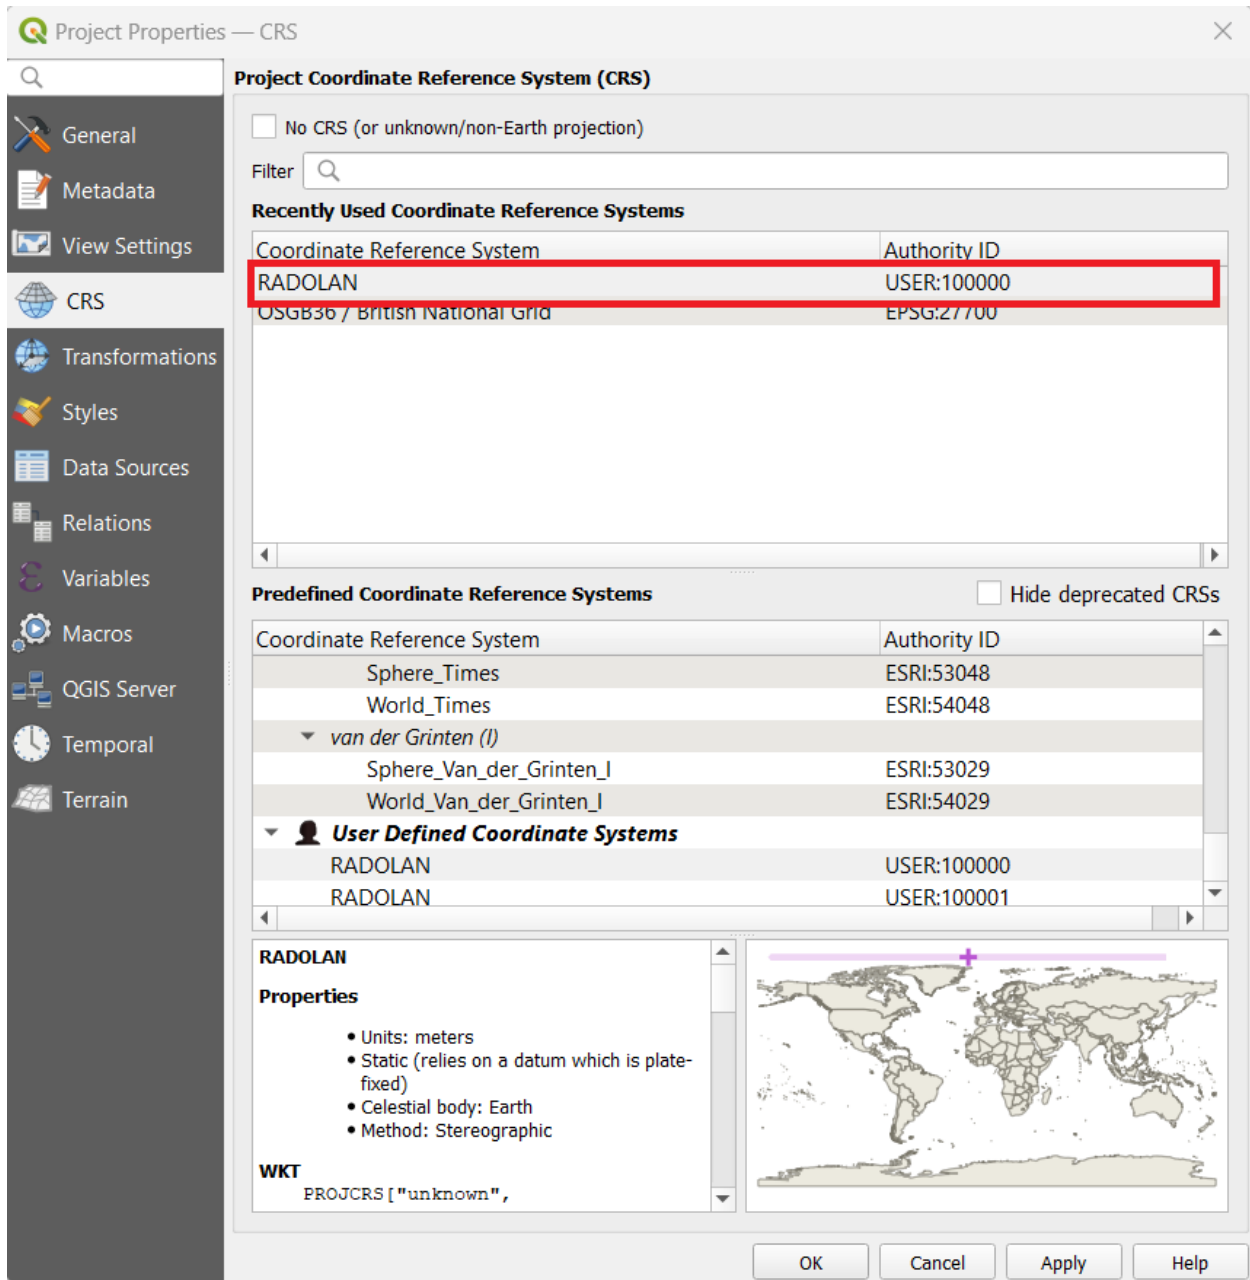 Project Properties — CRS
Project Coordinate Reference System (CRS)
General
Metadata
View Settings
CRS
Transformations
Styles
Data Sources
Relations
Variables
Macros
QGIS Server
Temporal
Terrain
No CRS (or unknown/non-Earth projection)
Filter
Recently Used Coordinate Reference Systems
Coordinate Reference System Authority ID
RADOLAN USER:100000
OSGB36 / British National Grid EPSG:27700
Predefined Coordinate Reference Systems Hide deprecated CRSs
Coordinate Reference System Authority ID
Sphere_Times ESRI:53048
World_Times ESRI:54048
van der Grinten (I)
Sphere_Van_der_Grinten_I ESRI:53029
World_Van_der_Grinten_I ESRI:54029
User Defined Coordinate Systems
RADOLAN USER:100000
RADOLAN USER:100001
RADOLAN
Properties
• Units: meters
• Static (relies on a datum which is plate-
fixed)
• Celestial body: Earth
• Method: Stereographic
WKT
PROJCRS["unknown",
OK Cancel Apply Help